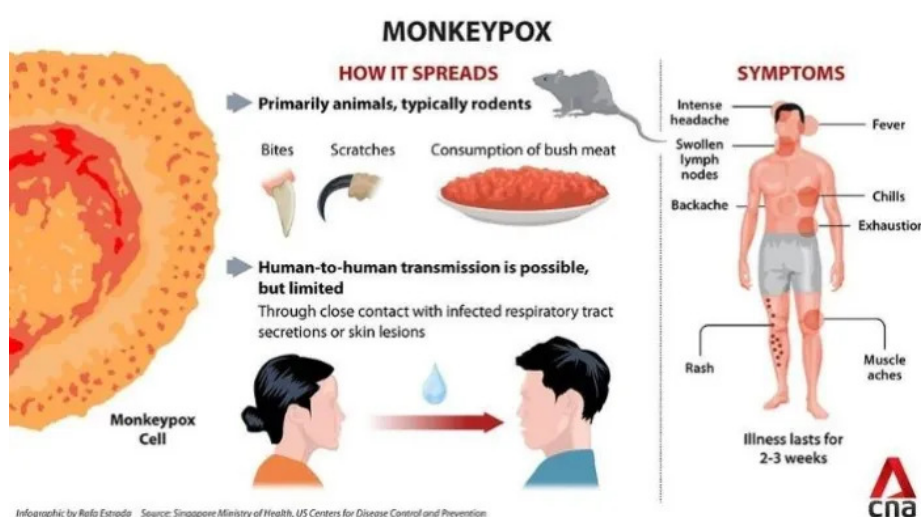 MONKEYPOX
HOW IT SPREADS
Primarily animals, typically rodents
Bites
Scratches
Consumption of bush meat
Human-to-human transmission is possible,
but limited
Through close contact with infected respiratory tract
secretions or skin lesions
Monkeypox
Cell
SYMPTOMS
Intense
headache
Fever
Swollen
lymph
nodes
Chills
Backache
Exhaustion
Rash
Muscle
aches
Illness lasts for
2-3 weeks
Infographic by Rafa Estrada Source: Singapore Ministry of Health, US Centers for Disease Control and Prevention
cna